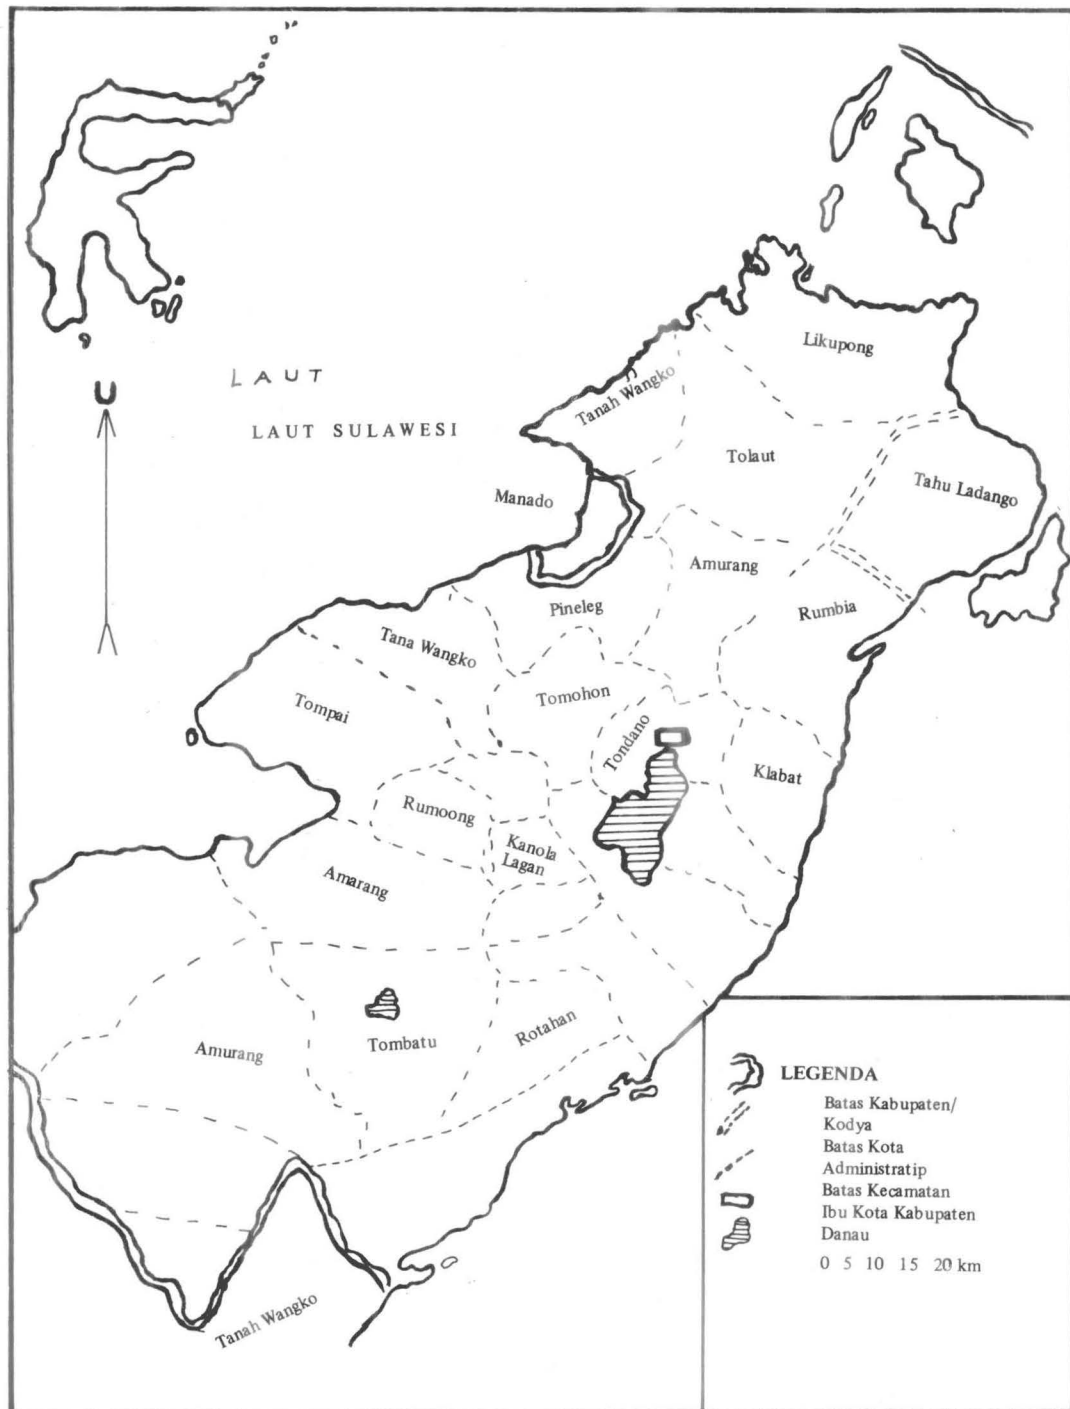 U
LAUT
LAUT SULAWESI
Likupong
Tanah Wangko
Tolaut
Tahu Ladango
Manado
Amurang
Pineleg
Rumbia
Tana Wangko
Tomohon
Tompai
Tondano
Klabat
Rumoong
Kanola
Lagan
Amarang
Rotahan
Tombatu
Amurang
Tanah Wangko
LEGENDA
Batas Kabupaten/
Kodya
Batas Kota
Administratip
Batas Kecamatan
Ibu Kota Kabupaten
Danau
0 5 10 15 20 km